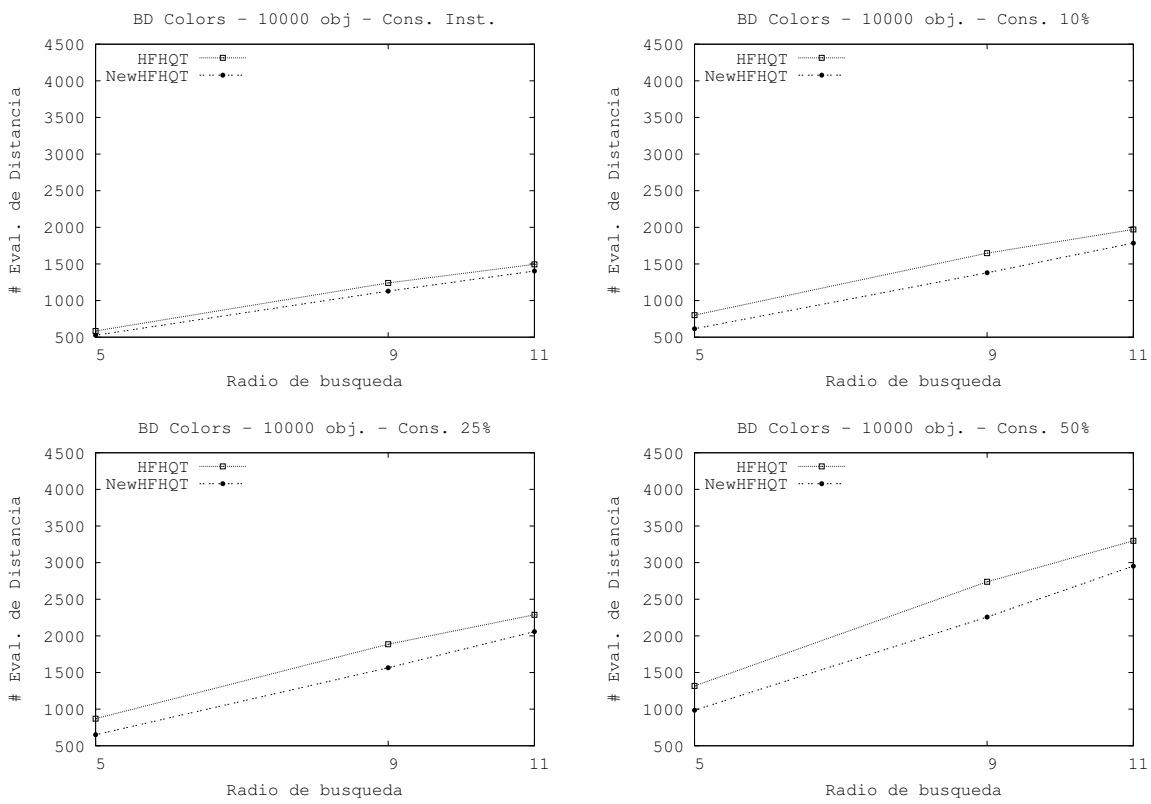 BD Colors - 10000 obj - Cons. Inst.
4500
4000
3500
3000
2500
2000
1500
1000
500
# Eval. de Distancia
HFHQT
NewHFHQT
5
9
11
Radio de busqueda
BD Colors - 10000 obj. - Cons. 10%
4500
4000
3500
3000
2500
2000
1500
1000
500
# Eval. de Distancia
HFHQT
NewHFHQT
5
9
11
Radio de busqueda
BD Colors - 10000 obj. - Cons. 25%
4500
4000
3500
3000
2500
2000
1500
1000
500
# Eval. de Distancia
HFHQT
NewHFHQT
5
9
11
Radio de busqueda
BD Colors - 10000 obj. - Cons. 50%
4500
4000
3500
3000
2500
2000
1500
1000
500
# Eval. de Distancia
HFHQT
NewHFHQT
5
9
11
Radio de busqueda